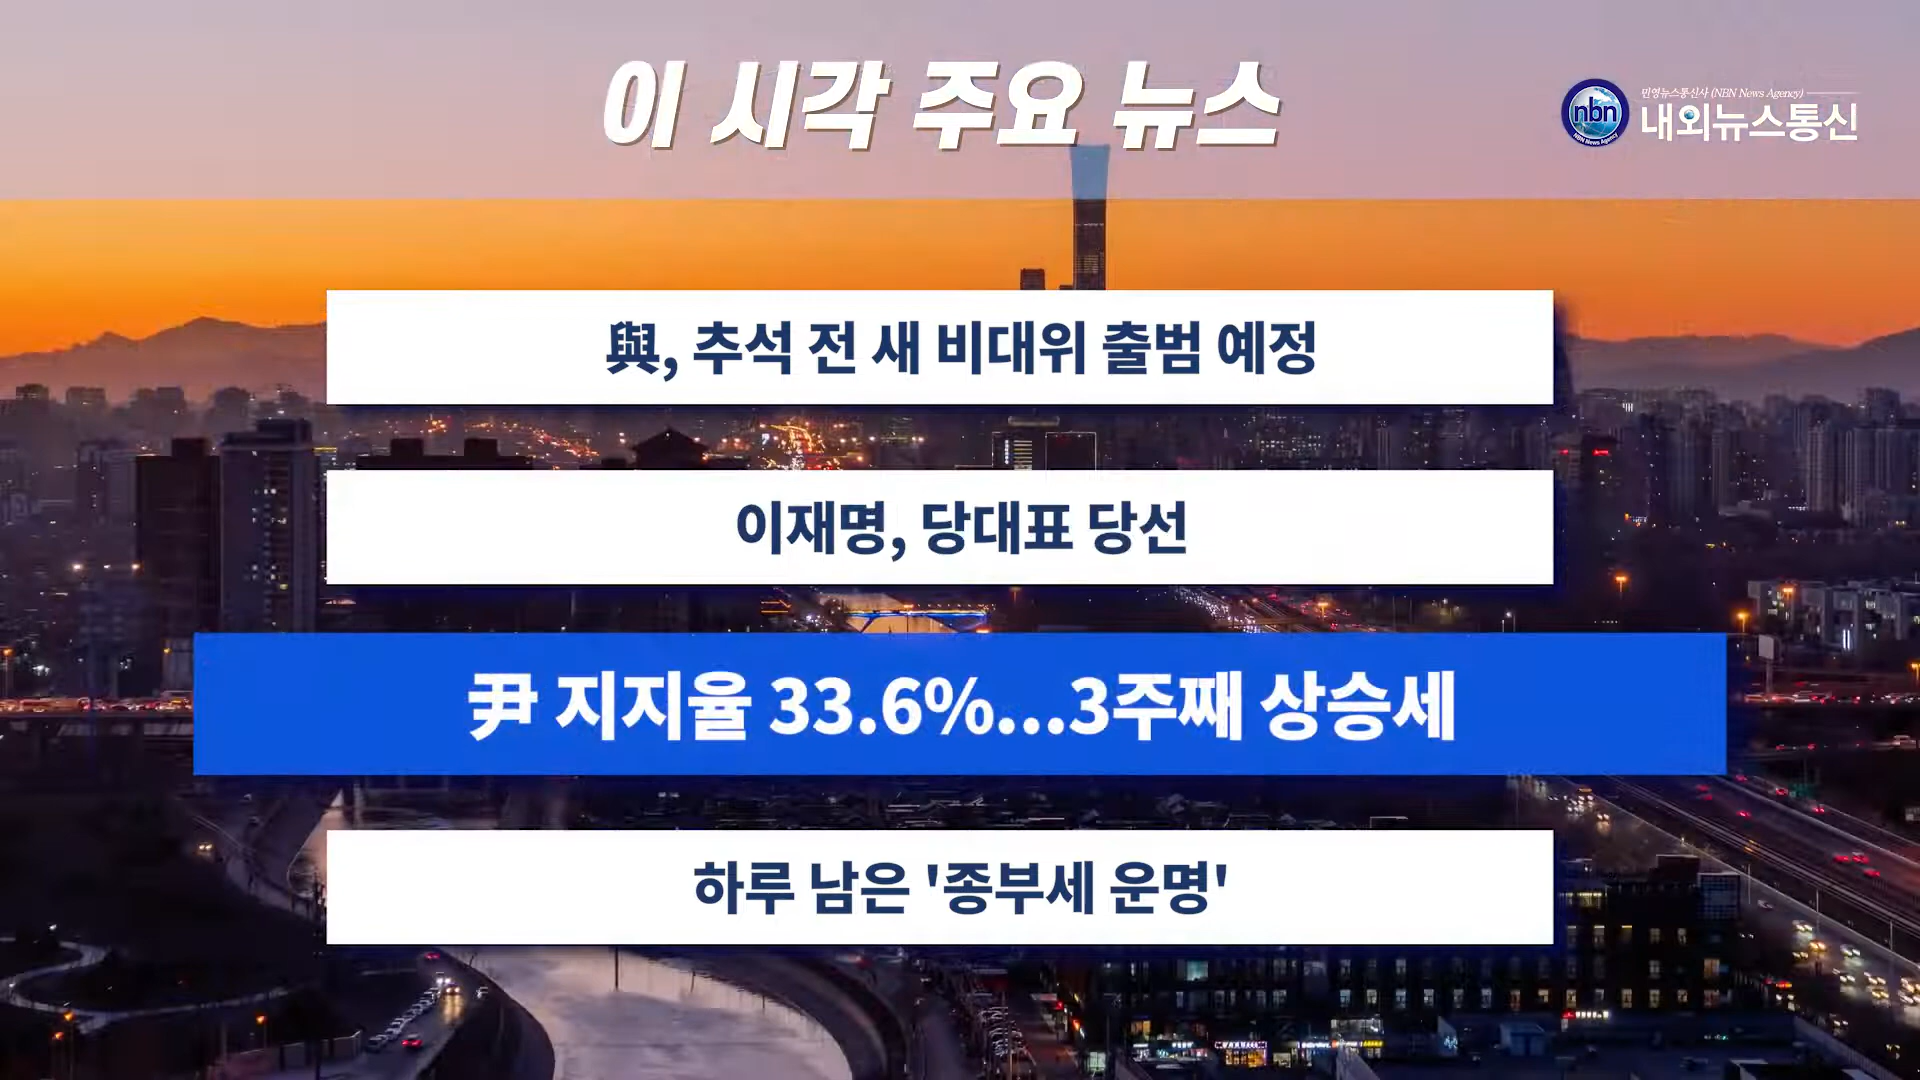 이 시각 주요 뉴스
민영뉴스통신사 (NBN News Agency)
nbn
NBN News Agency
내외뉴스통신
與, 추석 전 새 비대위 출범 예정
이재명, 당대표 당선
尹 지지율 33.6%...3주째 상승세
하루 남은 '종부세 운명'